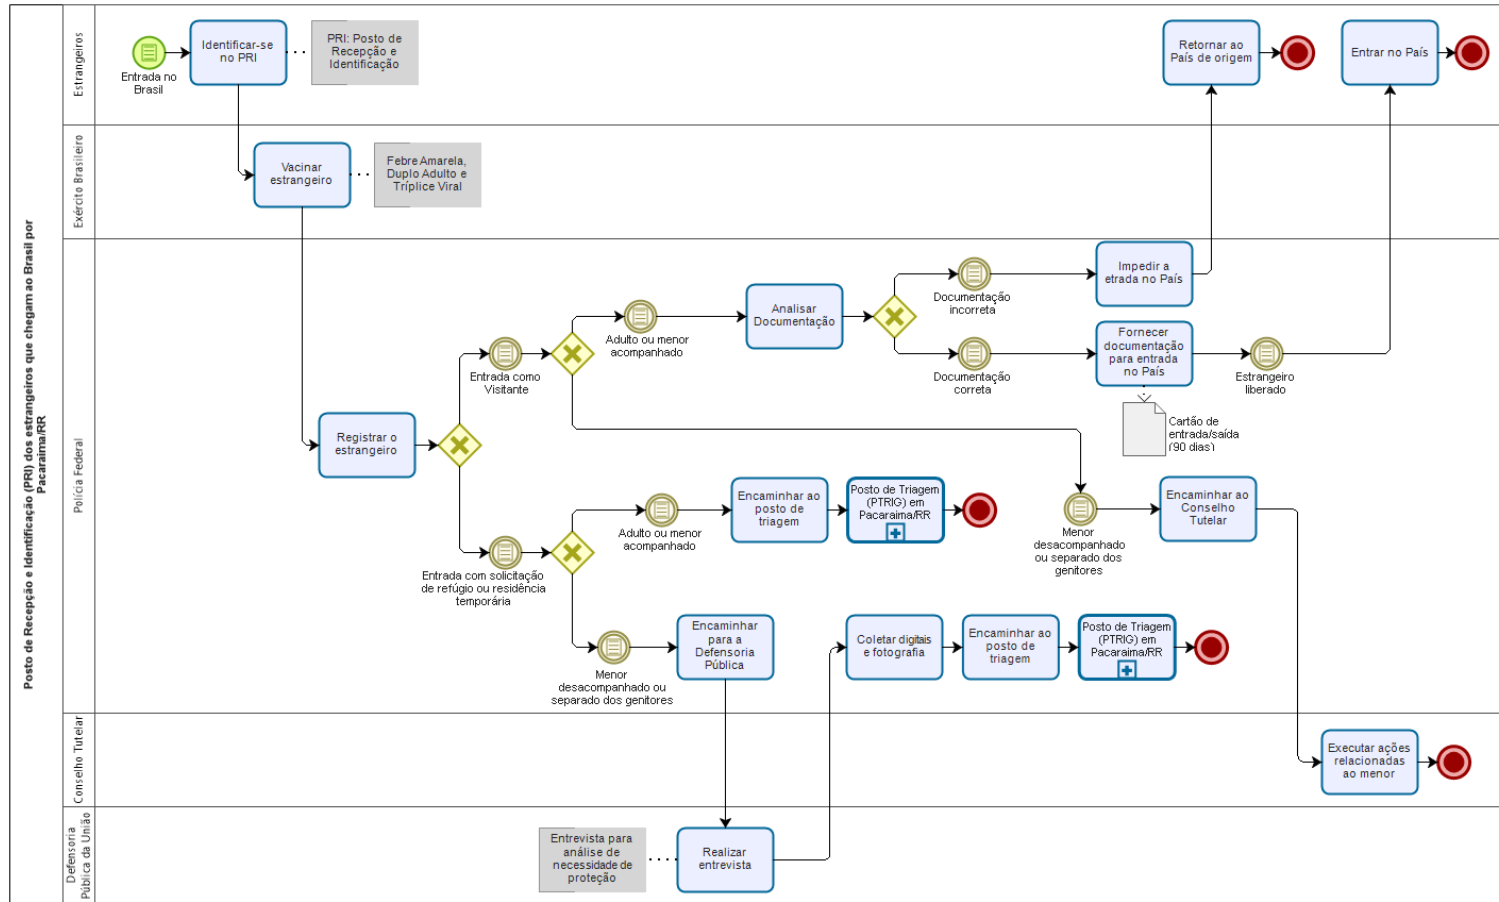 Posto de Recepção e Identificação (PRI) dos estrangeiros que chegam ao Brasil por
Pacaraima/RR
Estrangeiros
Entrada no
Brasil
Identificar-se
no PRI
PRI: Posto de
Recepção e
Identificação
Retornar ao
País de origem
Entrar no País
Exército Brasileiro
Vacinar
estrangeiro
Febre Amarela,
Duplo Adulto e
Tríplice Viral
Polícia Federal
Registrar o
estrangeiro
Entrada como
Visitante
Adulto ou menor
acompanhado
Analisar
Documentação
Documentação
incorreta
Impedir a
etrada no País
Documentação
correta
Fornecer
documentação
para entrada
no País
Estrangeiro
liberado
Cartão de
entrada/saída
(90 dias)
Entrada com solicitação
de refúgio ou residência
temporária
Adulto ou menor
acompanhado
Encaminhar ao
posto de
triagem
Posto de Triagem
(PTRIG) em
Pacaraima/RR
Menor
desacompanhado
ou separado dos
genitores
Encaminhar ao
Conselho
Tutelar
Menor
desacompanhado ou
separado dos genitores
Encaminhar
para a
Defensoria
Pública
Coletar digitais
e fotografia
Encaminhar ao
posto de
triagem
Posto de Triagem
(PTRIG) em
Pacaraima/RR
Conselho Tutelar
Executar ações
relacionadas
ao menor
Defensoria
Pública da União
Entrevista para
análise de
necessidade de
proteção
Realizar
entrevista